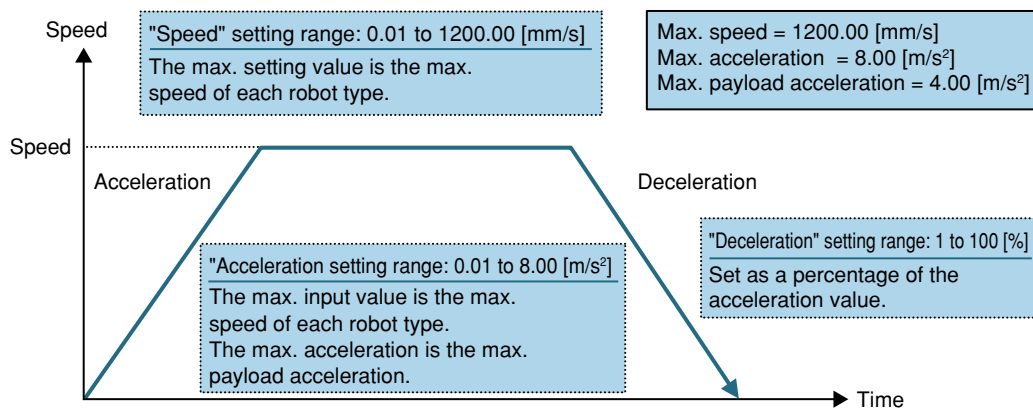 Speed
"Speed" setting range: 0.01 to 1200.00 [mm/s]
The max. setting value is the max.
speed of each robot type.
Max. speed = 1200.00 [mm/s]
Max. acceleration = 8.00 [m/s²]
Max. payload acceleration = 4.00 [m/s²]
Speed
Acceleration
Deceleration
"Acceleration setting range: 0.01 to 8.00 [m/s²]
The max. input value is the max.
speed of each robot type.
The max. acceleration is the max.
payload acceleration.
"Deceleration" setting range: 1 to 100 [%]
Set as a percentage of the
acceleration value.
Time